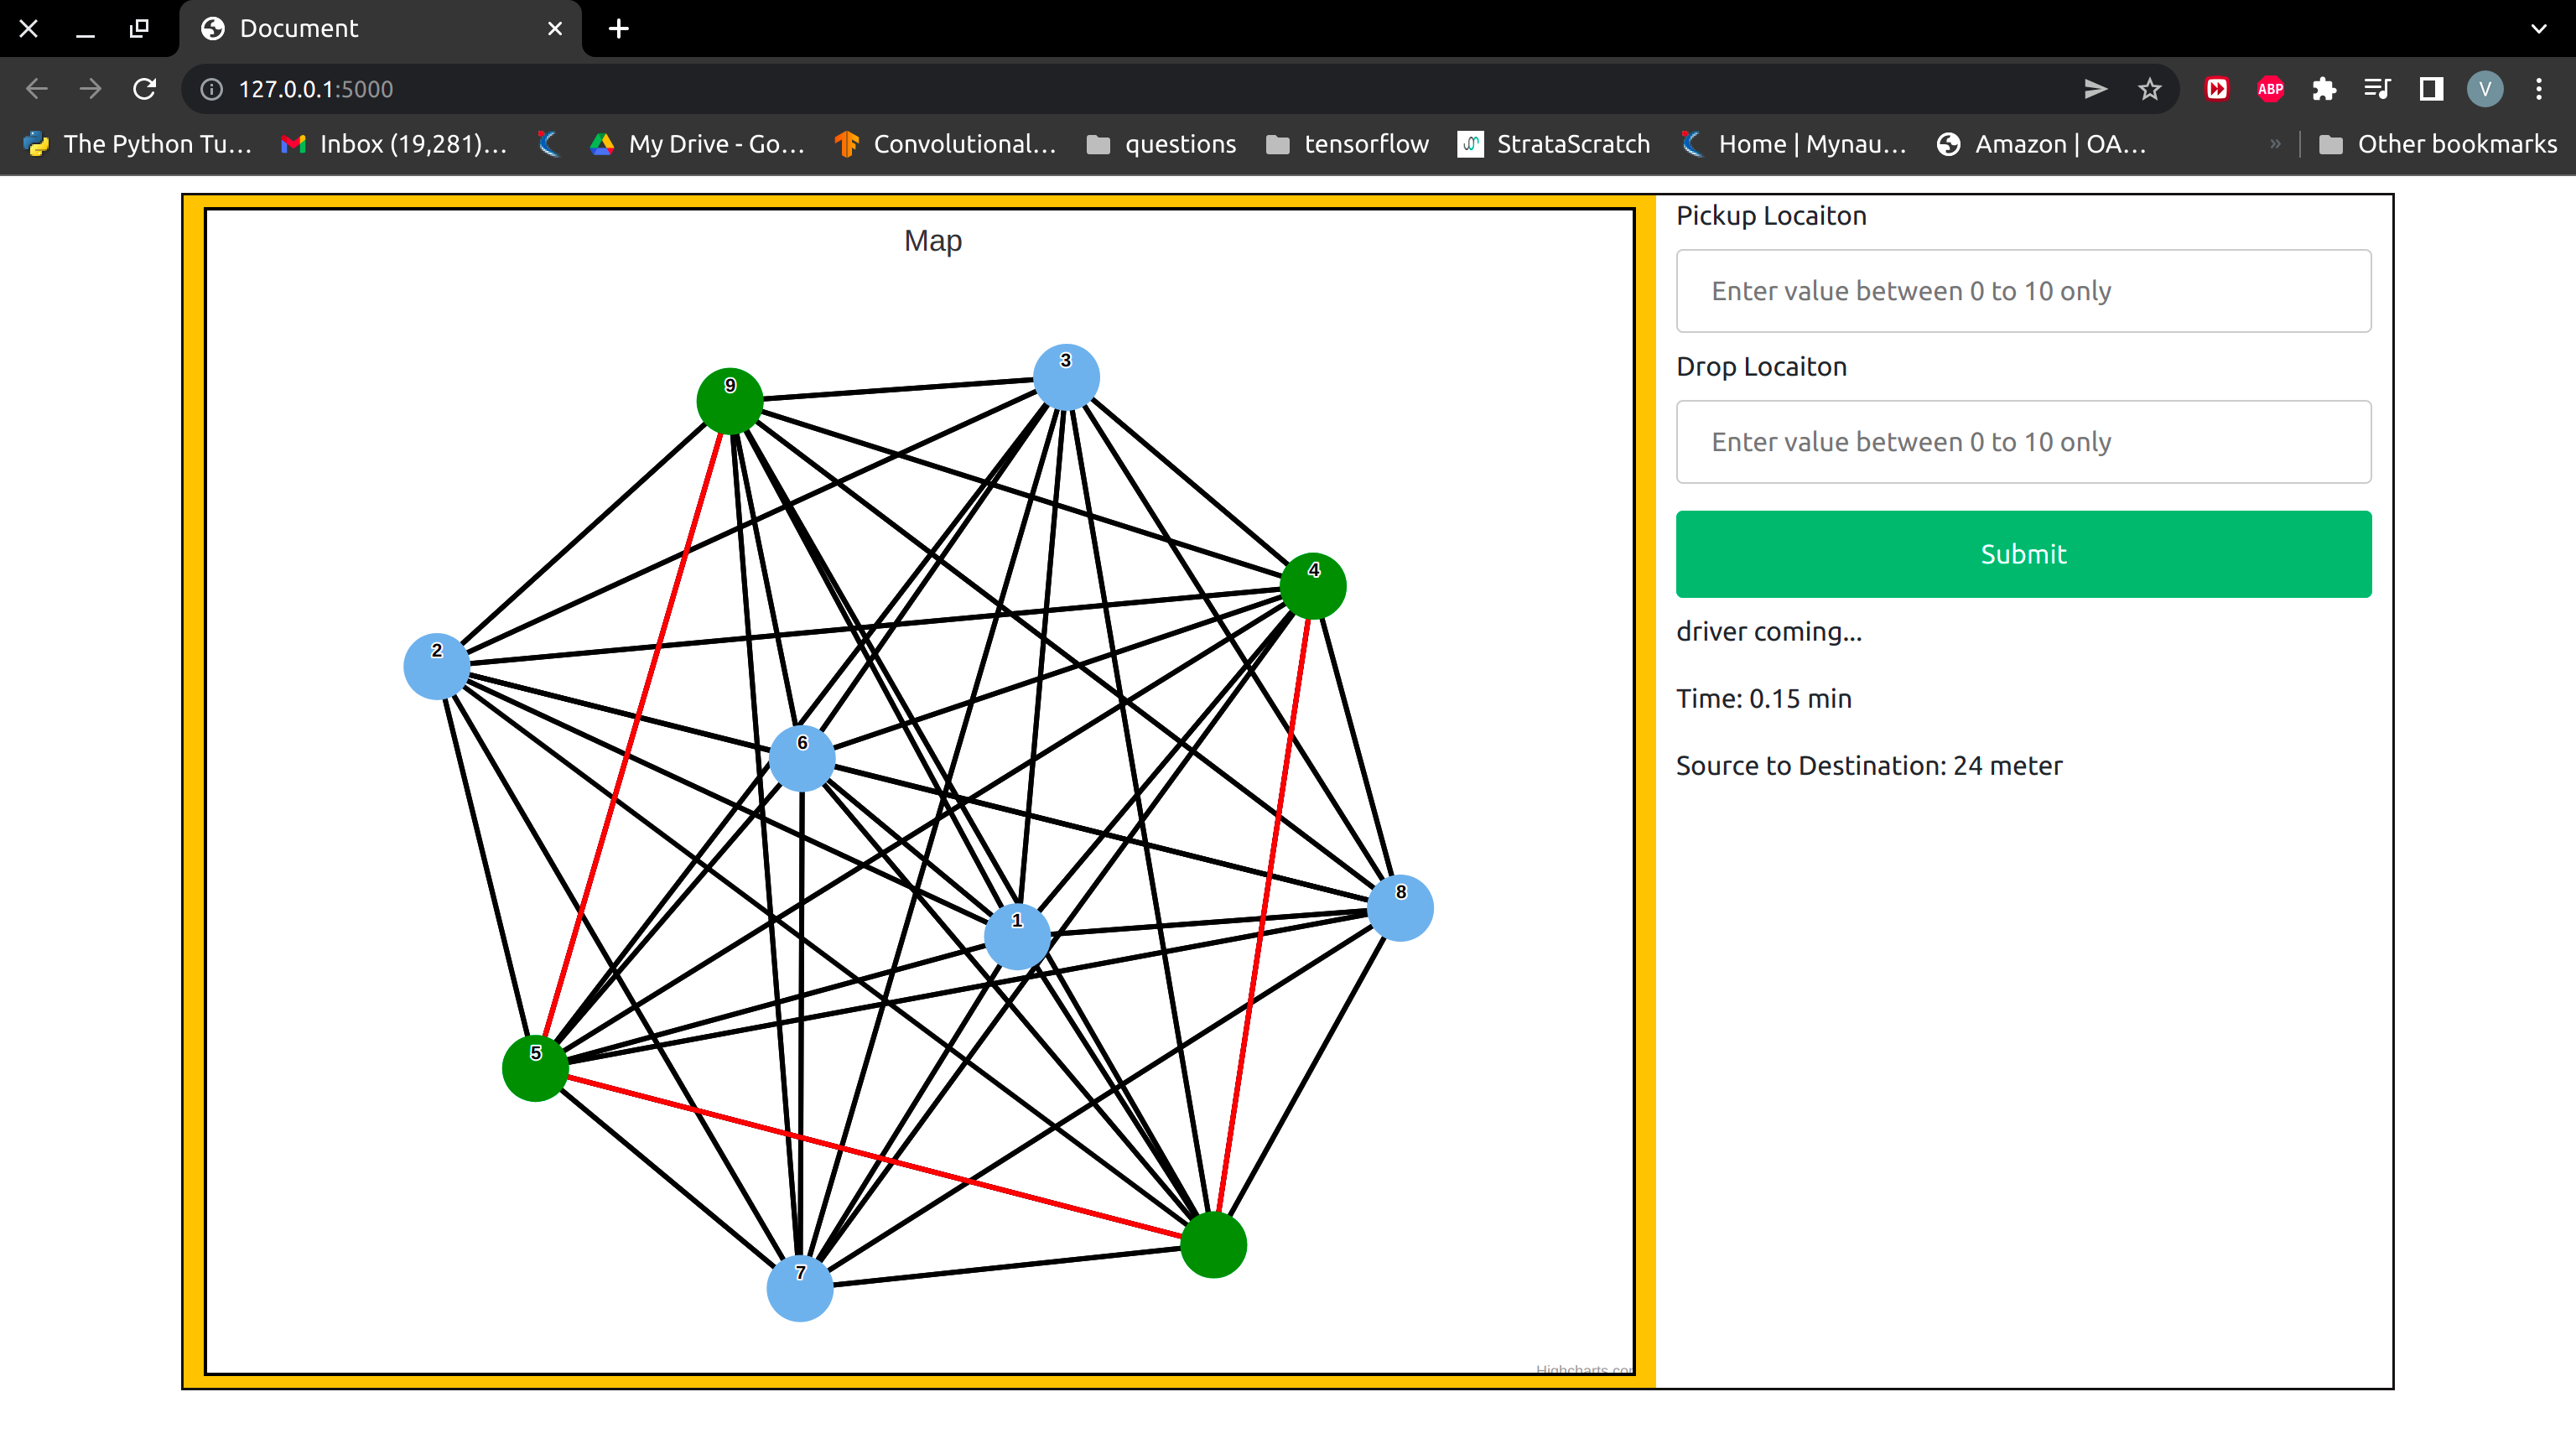 Document
127.0.0.1:5000
ABP
V
The Python Tu...
Inbox (19,281)...
My Drive - Go...
Convolutional...
questions
tensorflow
StrataScratch
Home | Mynau...
Amazon | OA...
» Other bookmarks
Map
Pickup Locaiton
Enter value between 0 to 10 only
Drop Locaiton
Enter value between 0 to 10 only
Submit
driver coming...
Time: 0.15 min
Source to Destination: 24 meter
3
9
4
2
6
8
1
5
7